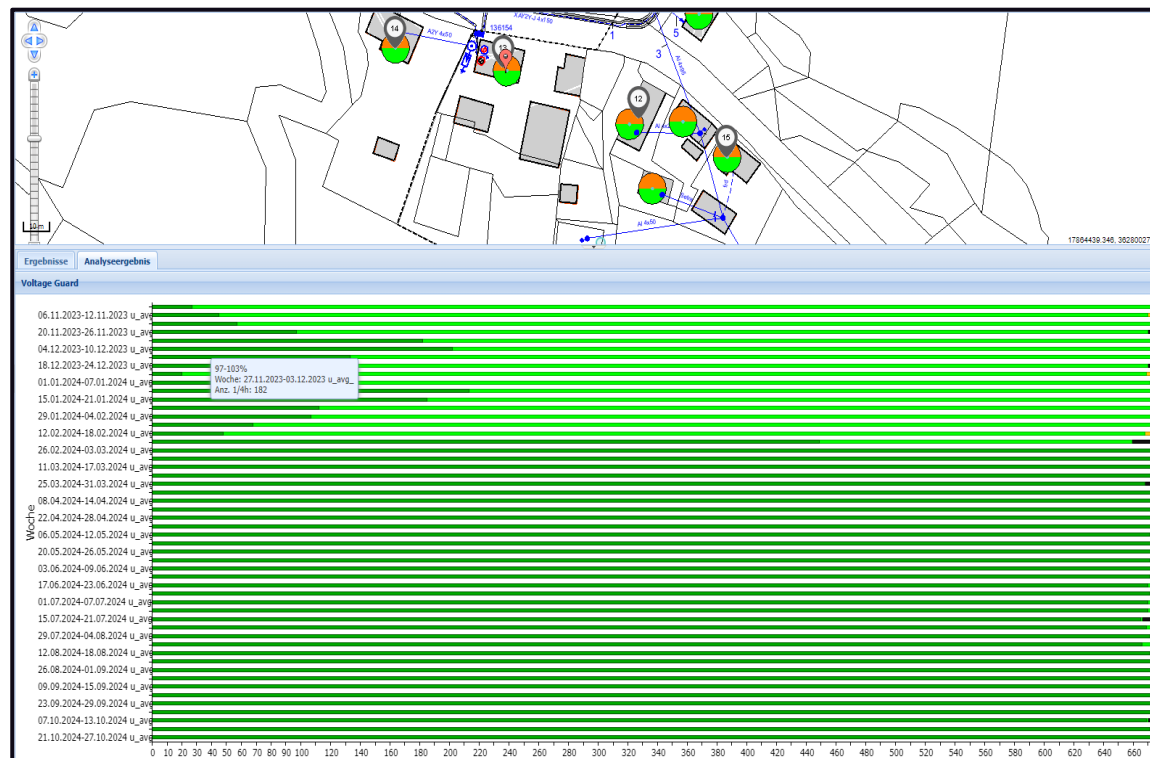 KAY2Y-J 4x150
136154
14
A2Y 4x50
13
1
5
3
Al 4x95
12
15
Al 4x50
10 m
17864439.346, 36280027
Ergebnisse
Analyseergebnis
Voltage Guard
06.11.2023-12.11.2023 u_avg
20.11.2023-26.11.2023 u_avg
04.12.2023-10.12.2023 u_avg
18.12.2023-24.12.2023 u_avg
97-103%
Woche: 27.11.2023-03.12.2023 u_avg_
Anz. 1/4h: 182
01.01.2024-07.01.2024 u_avg
15.01.2024-21.01.2024 u_avg
29.01.2024-04.02.2024 u_avg
12.02.2024-18.02.2024 u_avg
26.02.2024-03.03.2024 u_avg
11.03.2024-17.03.2024 u_avg
25.03.2024-31.03.2024 u_avg
08.04.2024-14.04.2024 u_avg
22.04.2024-28.04.2024 u_avg
Woche
06.05.2024-12.05.2024 u_avg
20.05.2024-26.05.2024 u_avg
03.06.2024-09.06.2024 u_avg
17.06.2024-23.06.2024 u_avg
01.07.2024-07.07.2024 u_avg
15.07.2024-21.07.2024 u_avg
29.07.2024-04.08.2024 u_avg
12.08.2024-18.08.2024 u_avg
26.08.2024-01.09.2024 u_avg
09.09.2024-15.09.2024 u_avg
23.09.2024-29.09.2024 u_avg
07.10.2024-13.10.2024 u_avg
21.10.2024-27.10.2024 u_avg
0 10 20 30 40 50 60 70 80 90 100 120 140 160 180 200 220 240 260 280 300 320 340 360 380 400 420 440 460 480 500 520 540 560 580 600 620 640 660